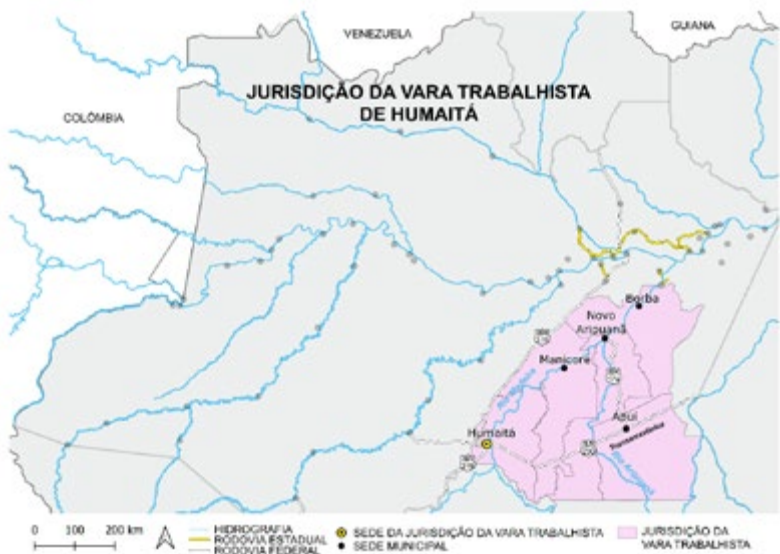 VENEZUELA
GUIANA
JURISDIÇÃO DA VARA TRABALHISTA
DE HUMAITÁ
COLÔMBIA
Borba
Novo
Aripuanã
Manicoré
Apuí
Humaitá
0 100 200 km
HIDROGRAFIA
RODOVIA ESTADUAL
RODOVIA FEDERAL
SEDE DA JURISDIÇÃO DA VARA TRABALHISTA
SEDE MUNICIPAL
JURISDIÇÃO DA
VARA TRABALHISTA